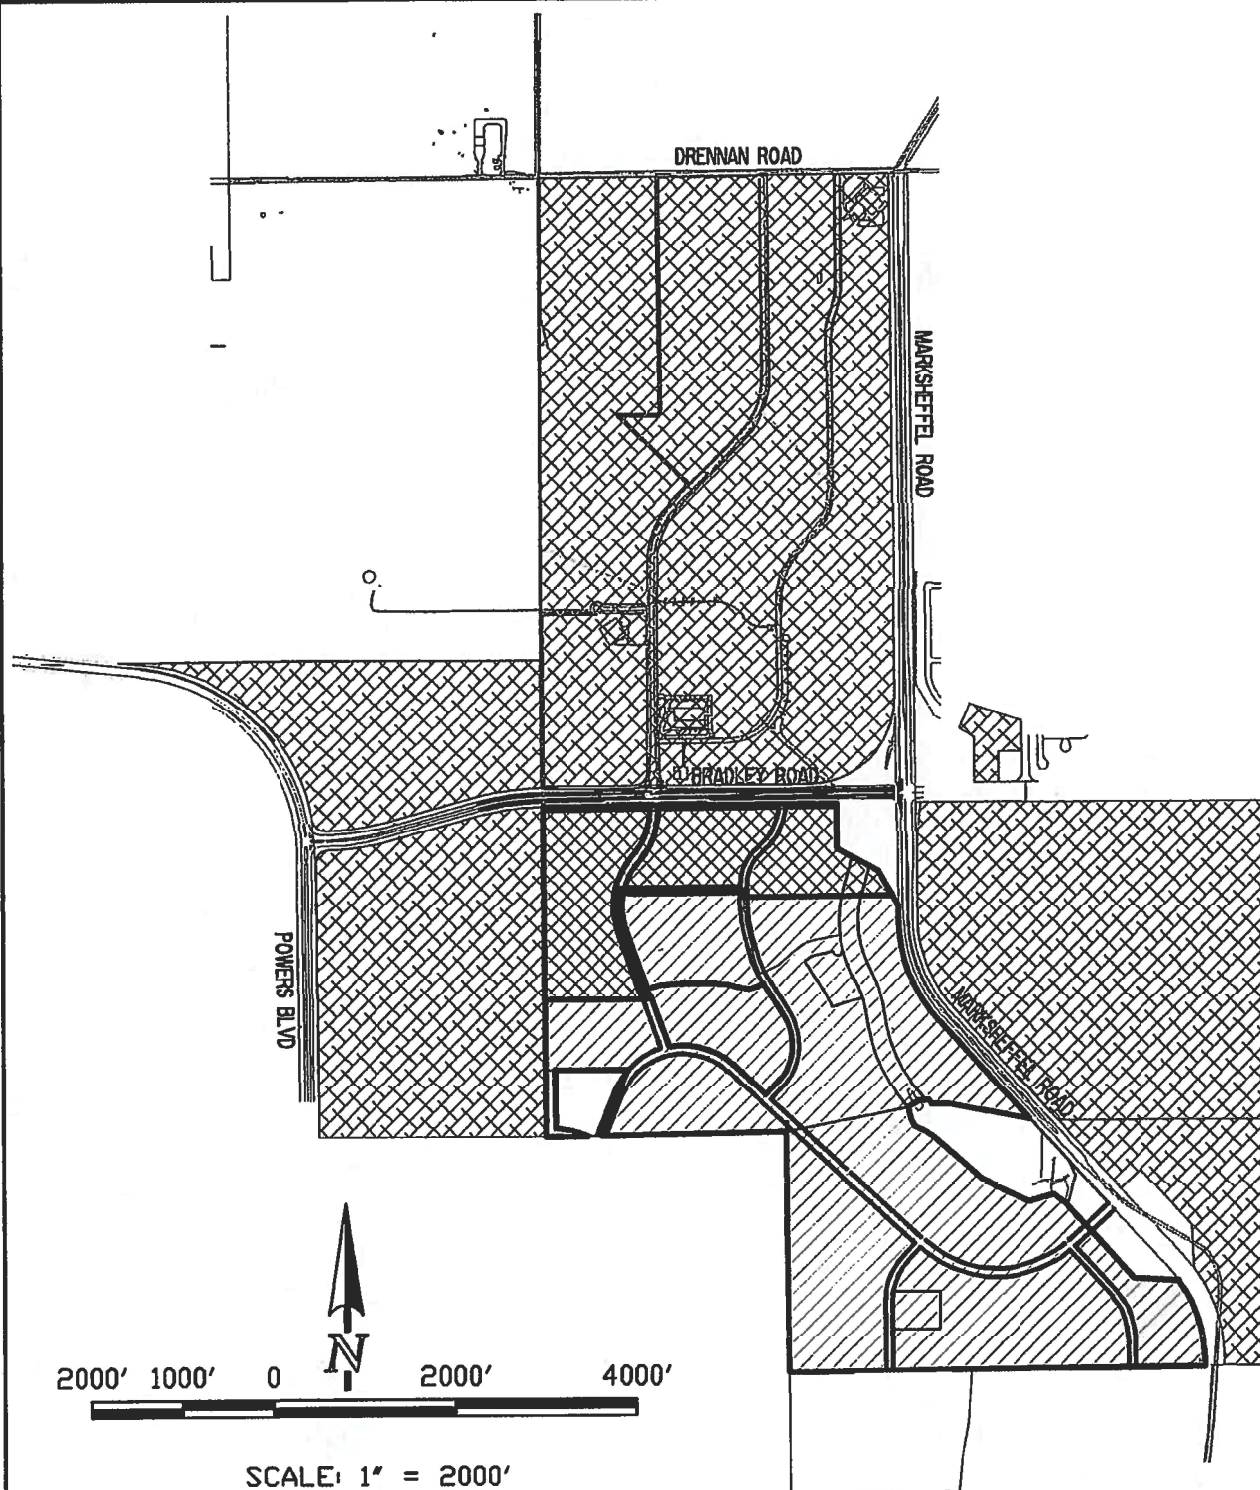 DRENNAN ROAD
MARKSHEFFEL ROAD
BRADLEY ROAD
POWERS BLVD
MARKSHEFFEL ROAD
N
2000' 1000' 0 2000' 4000'
SCALE: 1" = 2000'